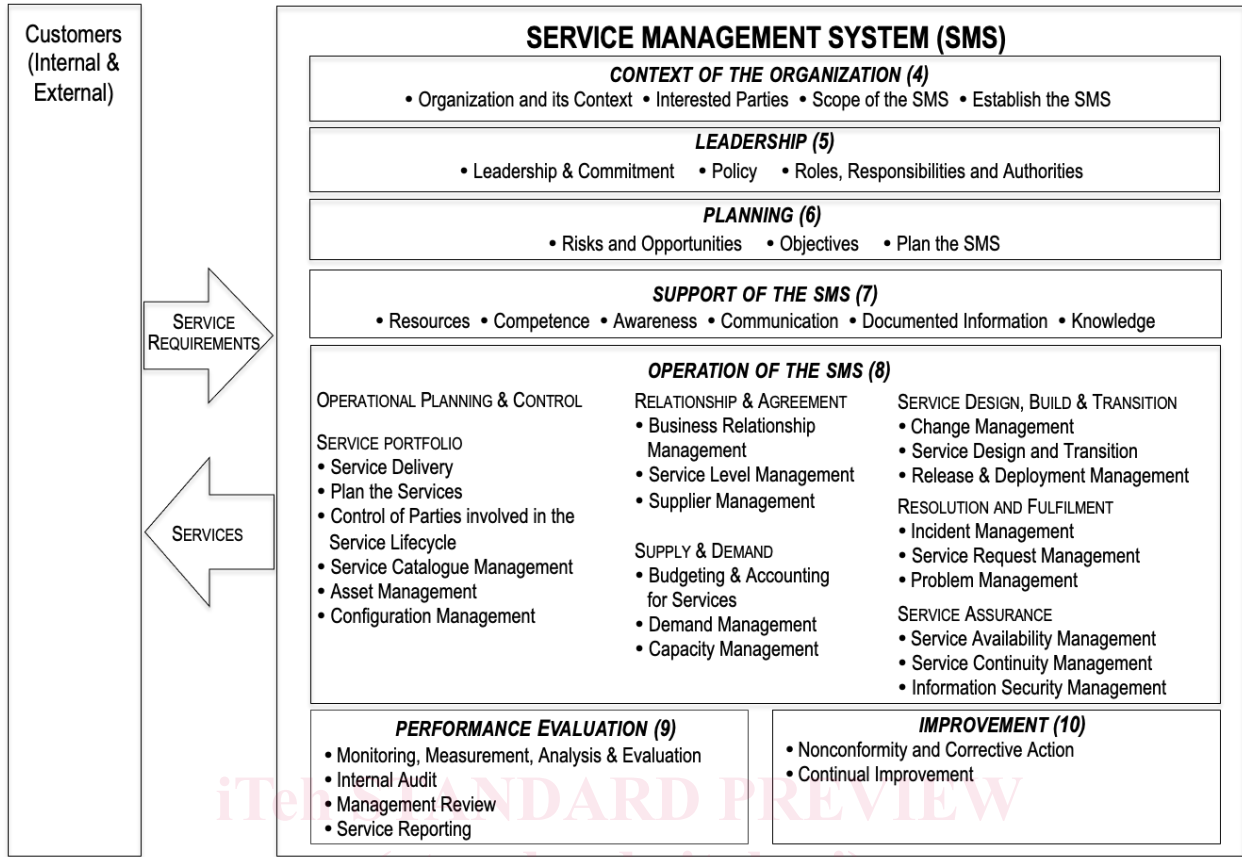 Customers
(Internal &
External)
SERVICE
REQUIREMENTS
SERVICES
SERVICE MANAGEMENT SYSTEM (SMS)
CONTEXT OF THE ORGANIZATION (4)
• Organization and its Context • Interested Parties • Scope of the SMS • Establish the SMS
LEADERSHIP (5)
• Leadership & Commitment • Policy • Roles, Responsibilities and Authorities
PLANNING (6)
• Risks and Opportunities • Objectives • Plan the SMS
SUPPORT OF THE SMS (7)
• Resources • Competence • Awareness • Communication • Documented Information • Knowledge
OPERATION OF THE SMS (8)
OPERATIONAL PLANNING & CONTROL
SERVICE PORTFOLIO
• Service Delivery
• Plan the Services
• Control of Parties involved in the
Service Lifecycle
• Service Catalogue Management
• Asset Management
• Configuration Management
RELATIONSHIP & AGREEMENT
• Business Relationship
Management
• Service Level Management
• Supplier Management
SUPPLY & DEMAND
• Budgeting & Accounting
for Services
• Demand Management
• Capacity Management
SERVICE DESIGN, BUILD & TRANSITION
• Change Management
• Service Design and Transition
• Release & Deployment Management
RESOLUTION AND FULFILMENT
• Incident Management
• Service Request Management
• Problem Management
SERVICE ASSURANCE
• Service Availability Management
• Service Continuity Management
• Information Security Management
PERFORMANCE EVALUATION (9)
• Monitoring, Measurement, Analysis & Evaluation
• Internal Audit
• Management Review
• Service Reporting
IMPROVEMENT (10)
• Nonconformity and Corrective Action
• Continual Improvement
iTeh STANDARD PREVIEW